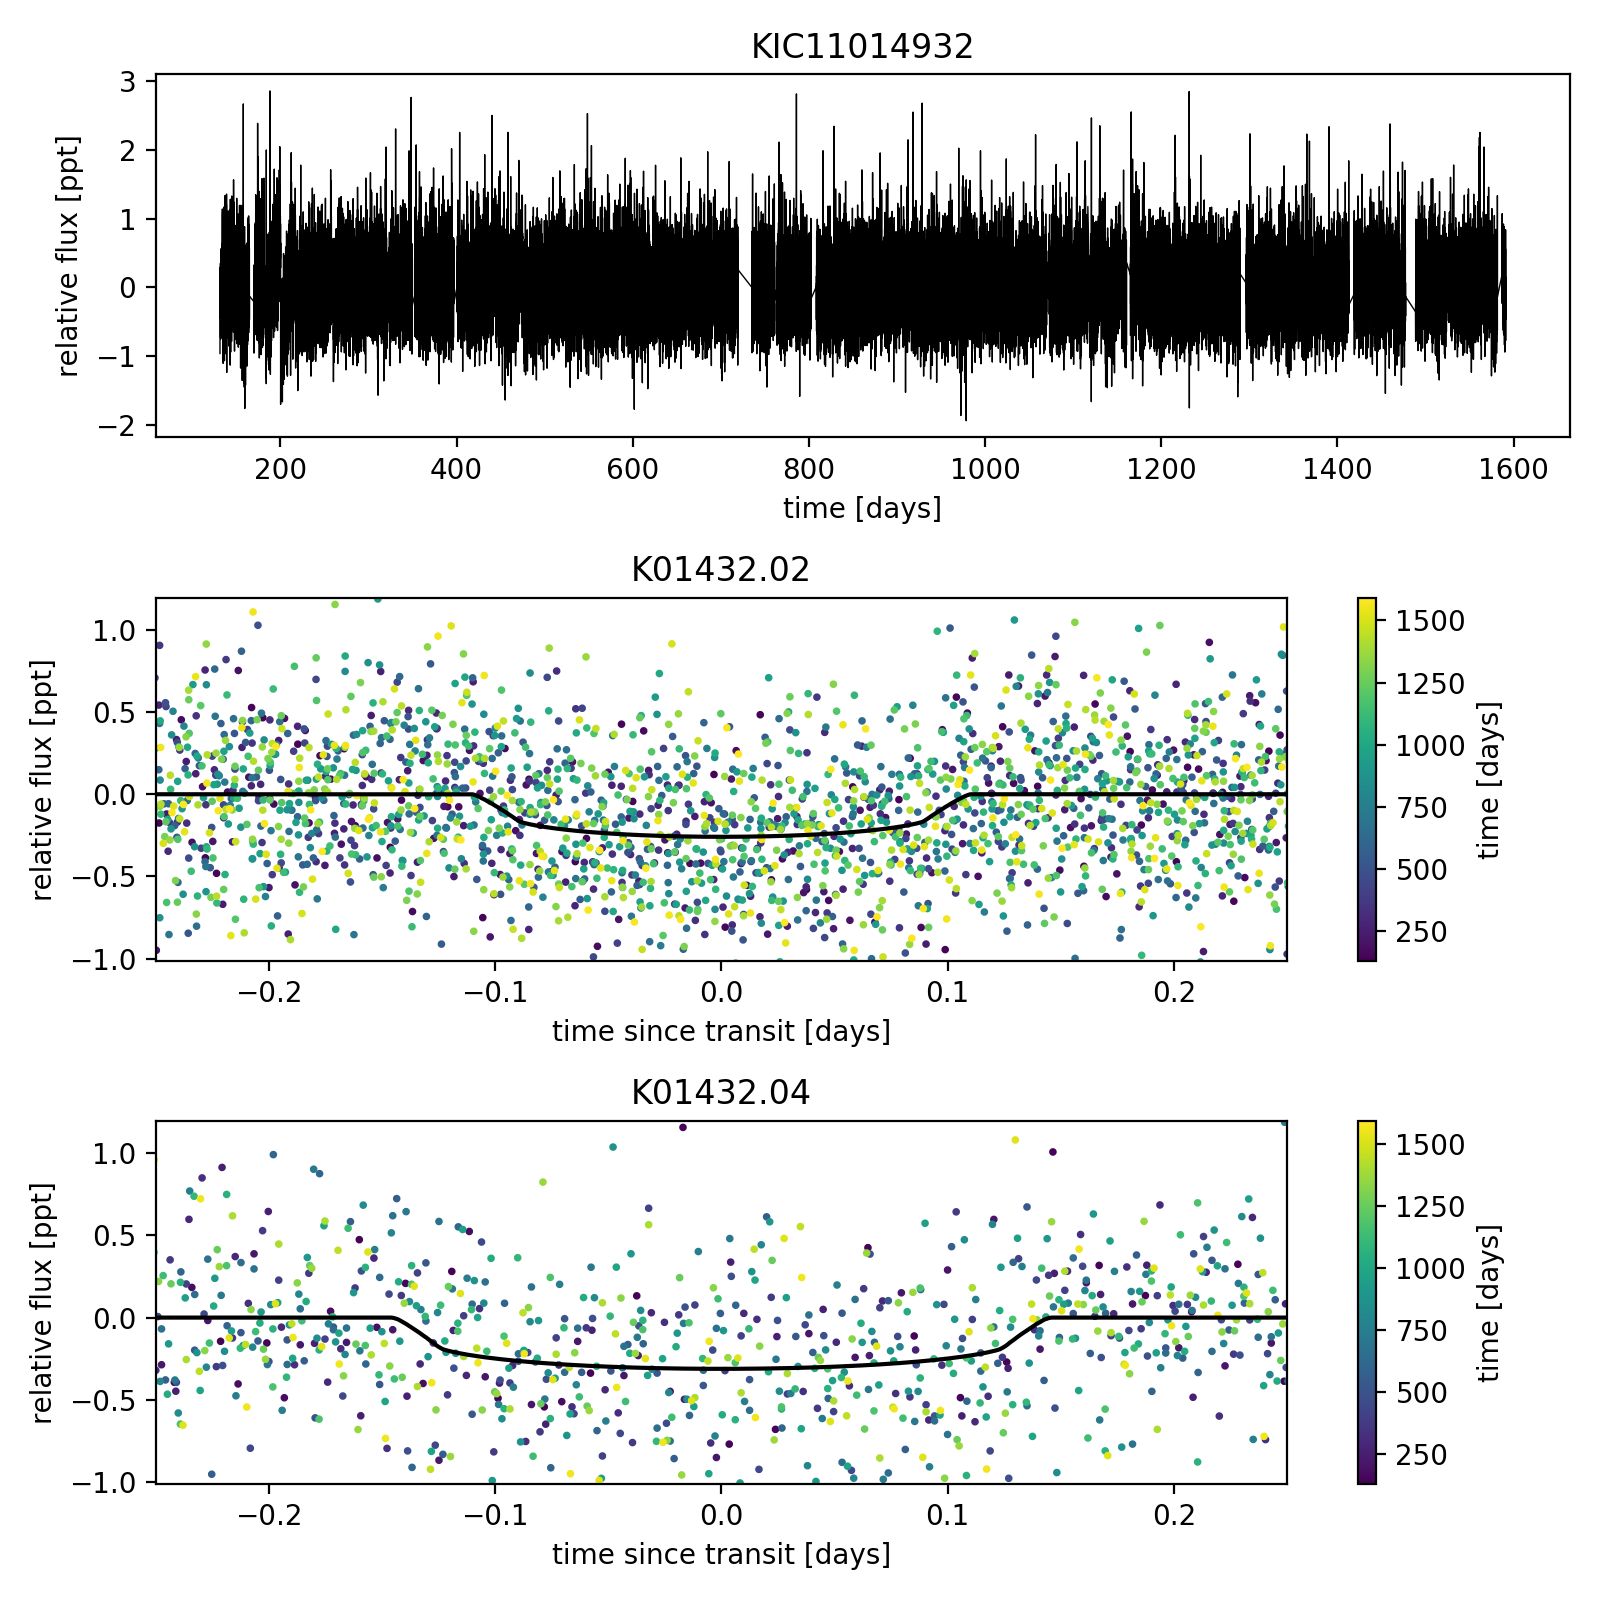 KIC11014932
3
2
1
0
−1
−2
relative flux [ppt]
200 400 600 800 1000 1200 1400 1600
time [days]
K01432.02
1.0
0.5
0.0
−0.5
−1.0
relative flux [ppt]
−0.2 −0.1 0.0 0.1 0.2
time since transit [days]
1500
1250
1000
750
500
250
time [days]
K01432.04
1.0
0.5
0.0
−0.5
−1.0
relative flux [ppt]
−0.2 −0.1 0.0 0.1 0.2
time since transit [days]
1500
1250
1000
750
500
250
time [days]